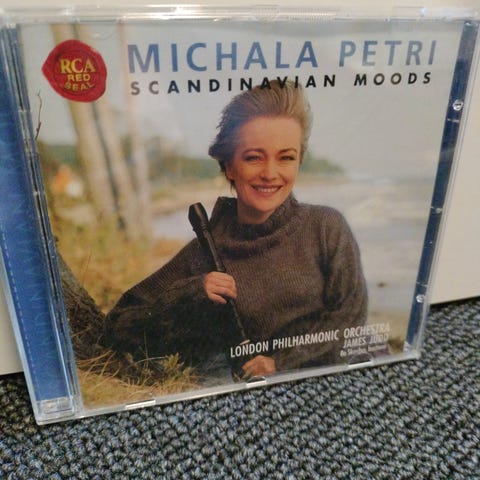 RCA
RED
SEAL
MICHALA PETRI
SCANDINAVIAN MOODS
LONDON PHILHARMONIC ORCHESTRA
JAMES JUDD